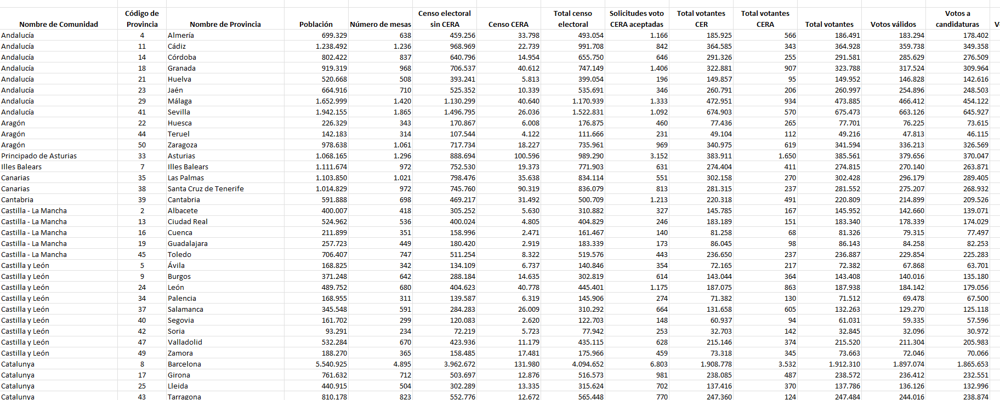 Nombre de Comunidad Código de Provincia Nombre de Provincia Población Número de mesas Censo electoral sin CERA Censo CERA Total censo electoral Solicitudes voto CERA aceptadas Total votantes CER Total votantes CERA Total votantes Votos válidos Votos a candidaturas
Andalucía 4 Almería 699.329 638 459.256 33.798 493.054 1.166 185.925 566 186.491 183.294 178.402
Andalucía 11 Cádiz 1.238.492 1.236 968.969 22.739 991.708 842 364.585 343 364.928 359.738 349.358
Andalucía 14 Córdoba 802.422 837 640.796 14.954 655.750 646 291.326 255 291.581 285.629 276.509
Andalucía 18 Granada 919.319 968 706.537 40.612 747.149 1.406 322.881 907 323.788 317.524 309.964
Andalucía 21 Huelva 520.668 508 393.241 5.813 399.054 196 149.857 95 149.952 146.828 142.616
Andalucía 23 Jaén 664.916 710 525.352 10.339 535.691 346 260.791 206 260.997 254.896 248.503
Andalucía 29 Málaga 1.652.999 1.420 1.130.299 40.640 1.170.939 1.333 472.951 934 473.885 466.412 454.122
Andalucía 41 Sevilla 1.942.155 1.865 1.496.795 26.036 1.522.831 1.092 674.903 570 675.473 663.126 645.927
Aragón 22 Huesca 226.329 343 170.867 6.008 176.875 460 77.436 265 77.701 76.225 73.615
Aragón 44 Teruel 142.183 314 107.544 4.122 111.666 231 49.104 112 49.216 47.813 46.115
Aragón 50 Zaragoza 978.638 1.061 717.734 18.227 735.961 969 340.975 619 341.594 336.213 326.569
Principado de Asturias 33 Asturias 1.068.165 1.296 888.694 100.596 989.290 3.152 383.911 1.650 385.561 379.656 370.047
Illes Balears 7 Illes Balears 1.111.674 972 752.530 19.373 771.903 631 274.404 411 274.815 270.140 263.871
Canarias 35 Las Palmas 1.103.850 1.021 798.476 35.638 834.114 551 302.158 270 302.428 296.179 289.405
Canarias 38 Santa Cruz de Tenerife 1.014.829 972 745.760 90.319 836.079 813 281.315 237 281.552 275.207 268.932
Cantabria 39 Cantabria 591.888 698 469.217 31.492 500.709 1.213 220.318 491 220.809 214.899 209.526
Castilla - La Mancha 2 Albacete 400.007 418 305.252 5.630 310.882 327 145.785 167 145.952 142.660 139.071
Castilla - La Mancha 13 Ciudad Real 524.962 536 400.024 4.805 404.829 246 183.189 151 183.340 178.339 174.029
Castilla - La Mancha 16 Cuenca 211.899 351 158.996 2.471 161.467 140 81.258 68 81.326 79.315 77.497
Castilla - La Mancha 19 Guadalajara 257.723 449 180.420 2.919 183.339 173 86.045 98 86.143 84.258 82.253
Castilla - La Mancha 45 Toledo 706.407 747 511.254 8.322 519.576 443 236.650 237 236.887 229.854 225.283
Castilla y León 5 Ávila 168.825 342 134.109 6.737 140.846 354 72.165 217 72.382 67.868 63.701
Castilla y León 9 Burgos 371.248 642 288.184 14.635 302.819 614 143.044 364 143.408 140.016 135.180
Castilla y León 24 León 489.752 680 404.623 40.778 445.401 1.175 187.075 863 187.938 184.142 179.056
Castilla y León 34 Palencia 168.955 311 139.587 6.319 145.906 274 71.382 130 71.512 69.478 67.500
Castilla y León 37 Salamanca 345.548 591 284.283 26.009 310.292 664 131.658 605 132.263 129.270 125.118
Castilla y León 40 Segovia 161.702 299 120.083 2.620 122.703 148 60.937 94 61.031 59.335 57.596
Castilla y León 42 Soria 93.291 234 72.219 5.723 77.942 253 32.703 142 32.845 32.096 30.972
Castilla y León 47 Valladolid 532.284 670 423.936 11.179 435.115 628 215.146 374 215.520 211.304 205.983
Castilla y León 49 Zamora 188.270 365 158.485 17.481 175.966 459 73.318 345 73.663 72.046 70.066
Catalunya 8 Barcelona 5.540.925 4.895 3.962.672 131.980 4.094.652 6.803 1.908.778 3.532 1.912.310 1.897.074 1.865.653
Catalunya 17 Girona 761.632 712 503.697 12.876 516.573 981 238.085 487 238.572 236.412 232.551
Catalunya 25 Lleida 440.915 504 302.289 13.335 315.624 702 137.416 370 137.786 136.126 132.996
Catalunya 43 Tarragona 810.178 823 552.776 12.672 565.448 770 247.360 124 247.484 244.016 238.874